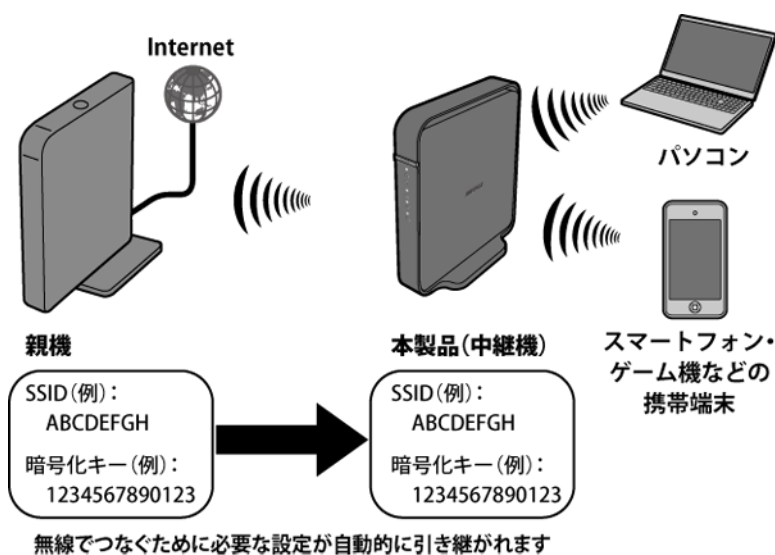 Internet
パソコン
親機
本製品(中継機)
スマートフォン・
ゲーム機などの
携帯端末
SSID(例):
ABCDEFGH
暗号化キー(例):
1234567890123
SSID(例):
ABCDEFGH
暗号化キー(例):
1234567890123
無線でつなぐために必要な設定が自動的に引き継がれます